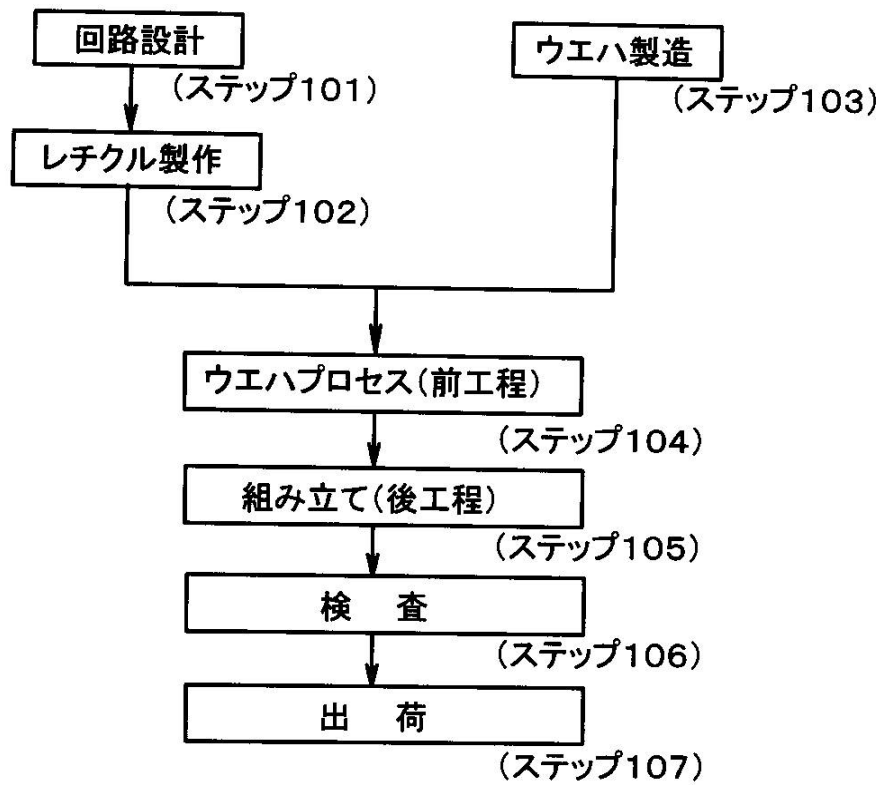 回路設計
(ステップ101)
ウエハ製造
(ステップ103)
レチクル製作
(ステップ102)
ウエハプロセス(前工程)
(ステップ104)
組み立て(後工程)
(ステップ105)
検 査
(ステップ106)
出 荷
(ステップ107)